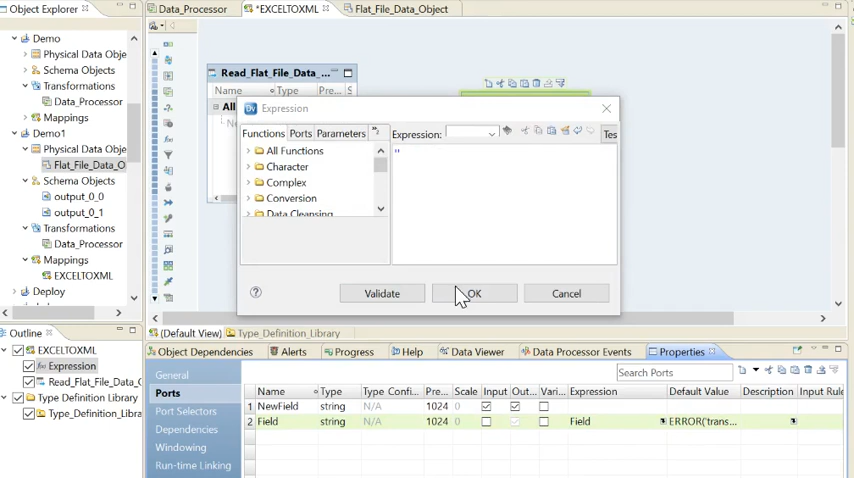 Object Explorer
Demo
Physical Data Obje
Schema Objects
Transformations
Data_Processor
Mappings
Demo1
Physical Data Obje
Flat_File_Data_O
Schema Objects
output_0_0
output_0_1
Transformations
Data_Processor
Mappings
EXCELTOXML
Deploy
Outline
EXCELTOXML
Expression
Read_Flat_File_Data_O
Type Definition Library
Type_Definition_Libra
Data_Processor
*EXCELTOXML
Flat_File_Data_Object
Read_Flat_File_Data_...
Name Type Pre... S
All
Expression
Functions Ports Parameters
Expression:
Tes
''
All Functions
Character
Complex
Conversion
Data Cleansing
Validate OK Cancel
(Default View) Type_Definition_Library
Object Dependencies Alerts Progress Help Data Viewer Data Processor Events Properties
Search Ports
General
Ports
Port Selectors
Dependencies
Windowing
Run-time Linking
Name Type Type Confi... Pre... Scale Input Out... Vari... Expression Default Value Description Input Rule
1 NewField string N/A 1024 0
2 Field string N/A 1024 0 Field ERROR('trans...